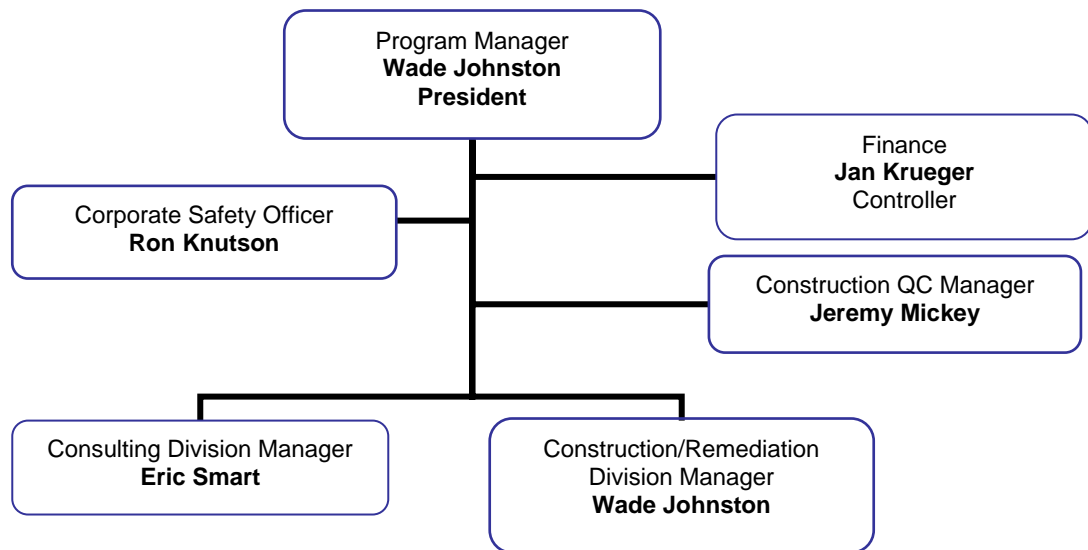 Program Manager
Wade Johnston
President
Finance
Jan Krueger
Controller
Corporate Safety Officer
Ron Knutson
Construction QC Manager
Jeremy Mickey
Consulting Division Manager
Eric Smart
Construction/Remediation
Division Manager
Wade Johnston